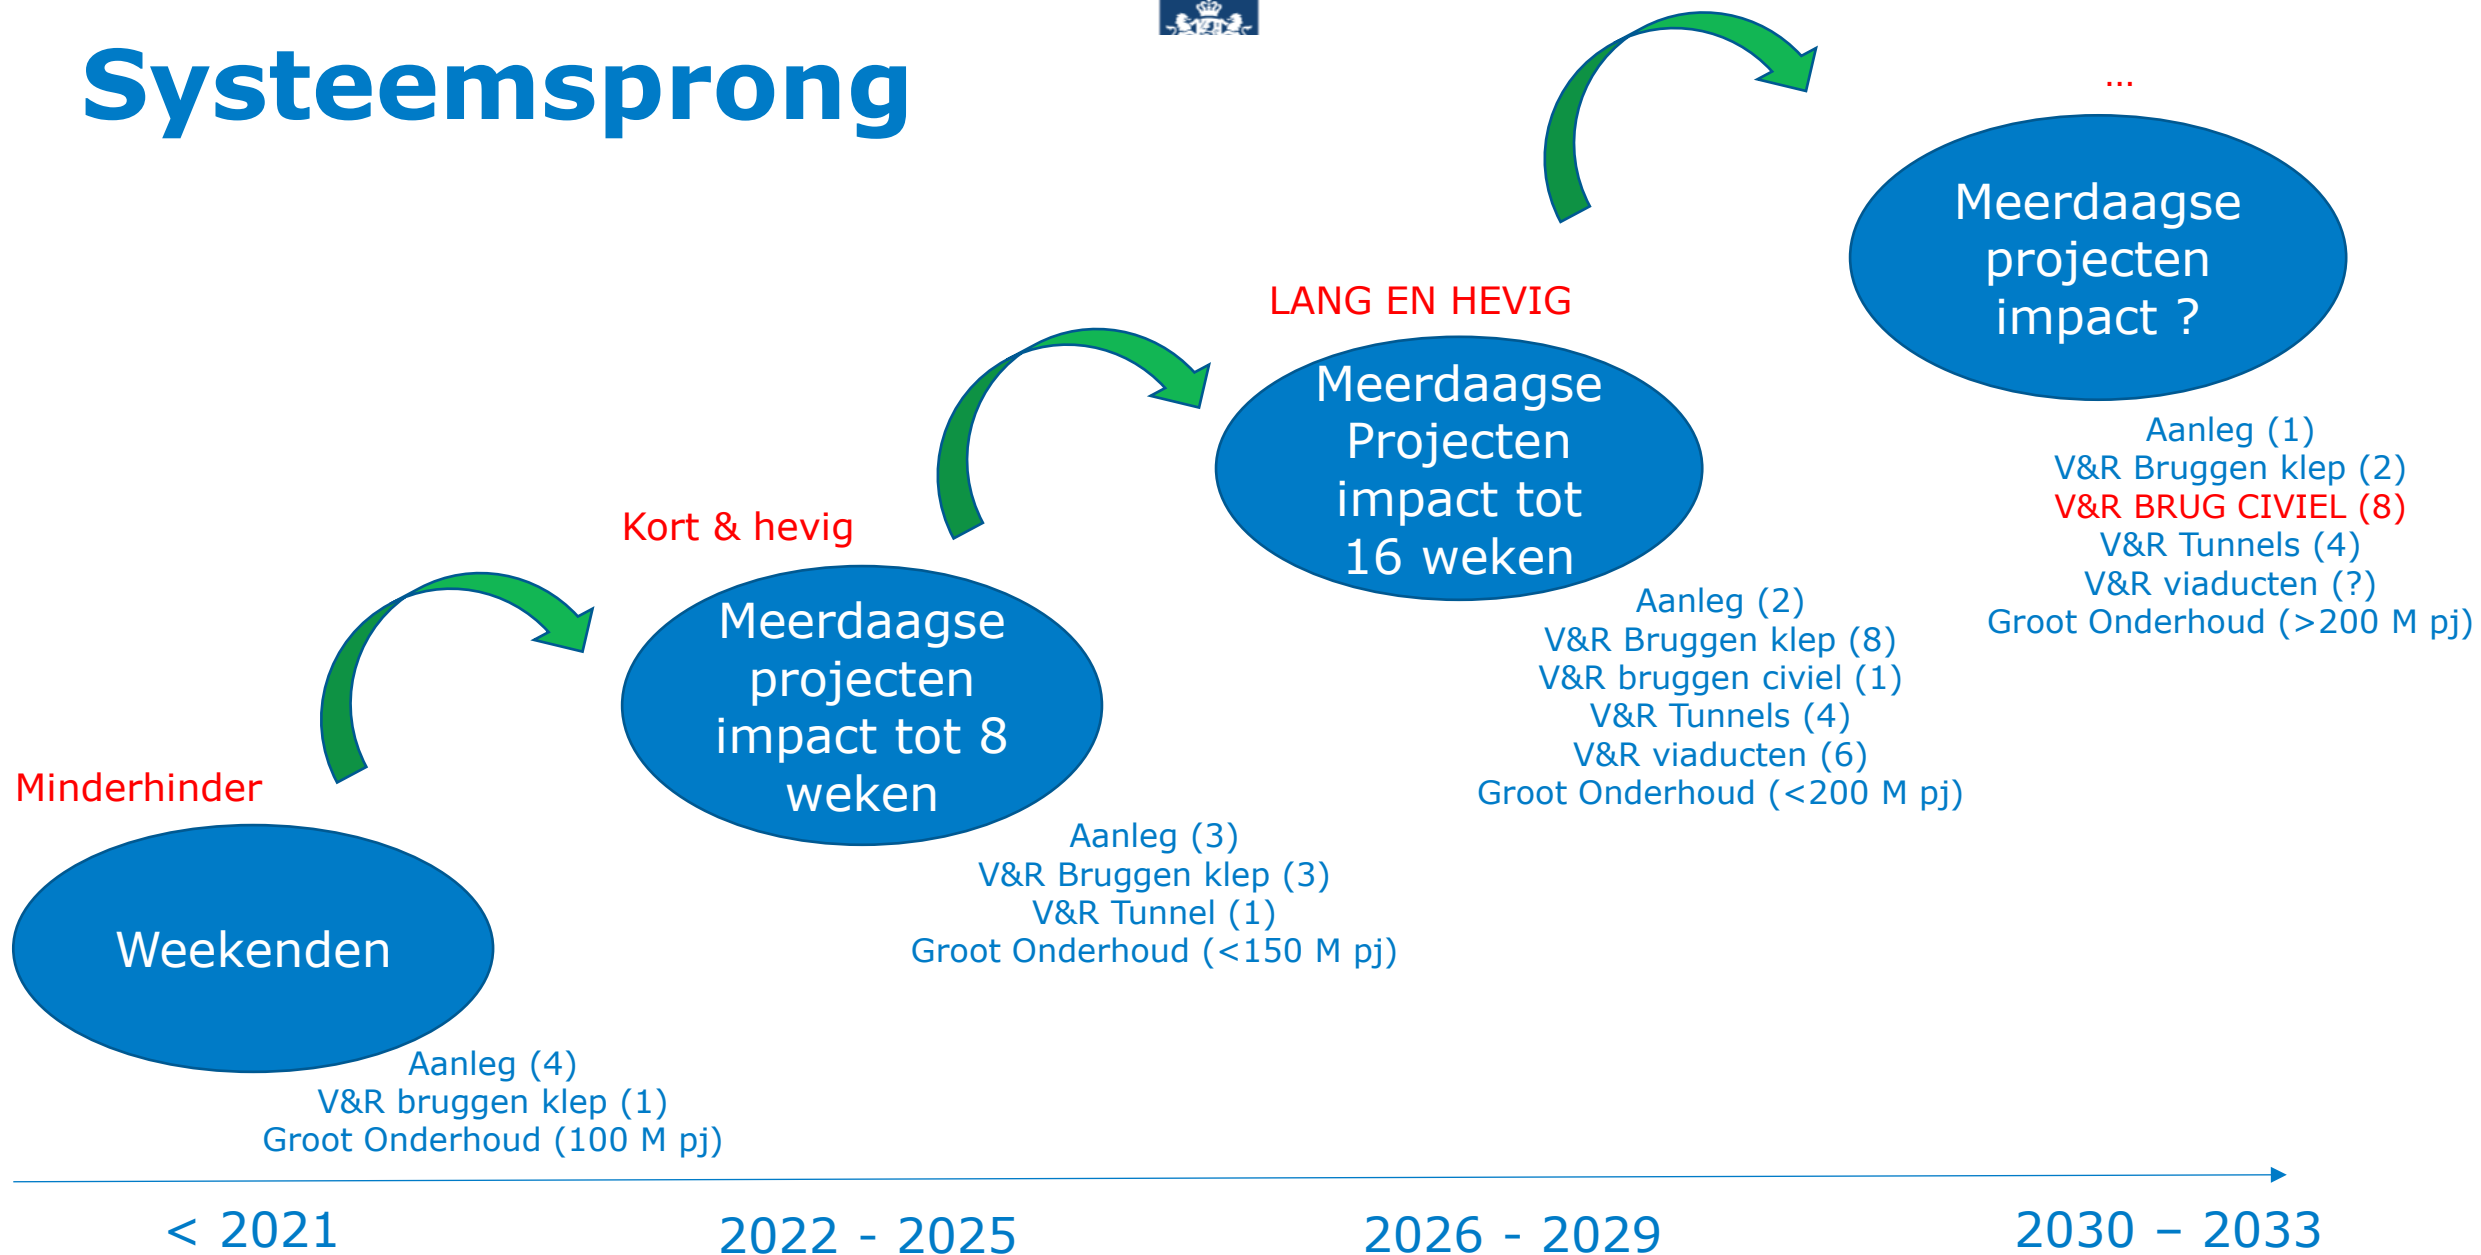 Systeemsprong
Minderhinder
Weekenden
Aanleg (4)
V&R bruggen klep (1)
Groot Onderhoud (100 M pj)
Kort & hevig
Meerdaagse
projecten
impact tot 8
weken
Aanleg (3)
V&R Bruggen klep (3)
V&R Tunnel (1)
Groot Onderhoud (<150 M pj)
LANG EN HEVIG
Meerdaagse
Projecten
impact tot
16 weken
Aanleg (2)
V&R Bruggen klep (8)
V&R bruggen civiel (1)
V&R Tunnels (4)
V&R viaducten (6)
Groot Onderhoud (<200 M pj)
...
Meerdaagse
projecten
impact ?
Aanleg (1)
V&R Bruggen klep (2)
V&R BRUG CIVIEL (8)
V&R Tunnels (4)
V&R viaducten (?)
Groot Onderhoud (>200 M pj)
< 2021
2022 - 2025
2026 - 2029
2030 – 2033